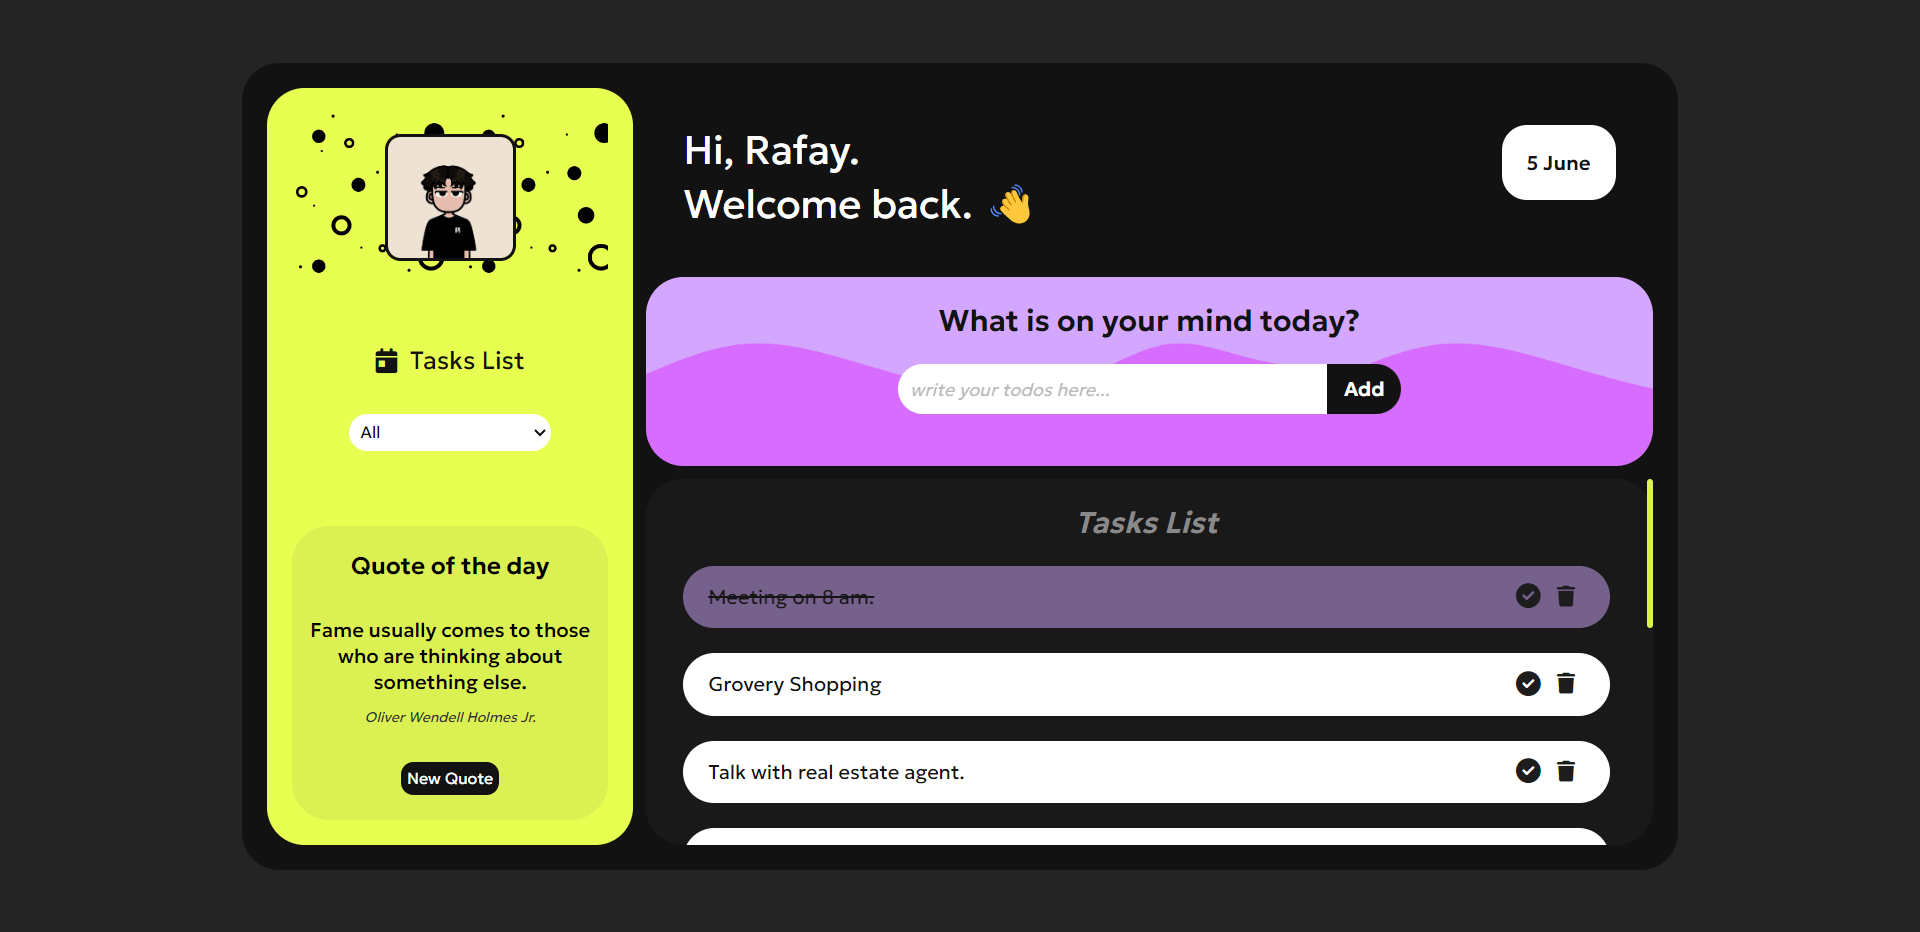 Tasks List
All
Quote of the day
Fame usually comes to those
who are thinking about
something else.
Oliver Wendell Holmes Jr.
New Quote
Hi, Rafay.
Welcome back.
5 June
What is on your mind today?
write your todos here...
Add
Tasks List
Meeting on 8 am.
Grovery Shopping
Talk with real estate agent.